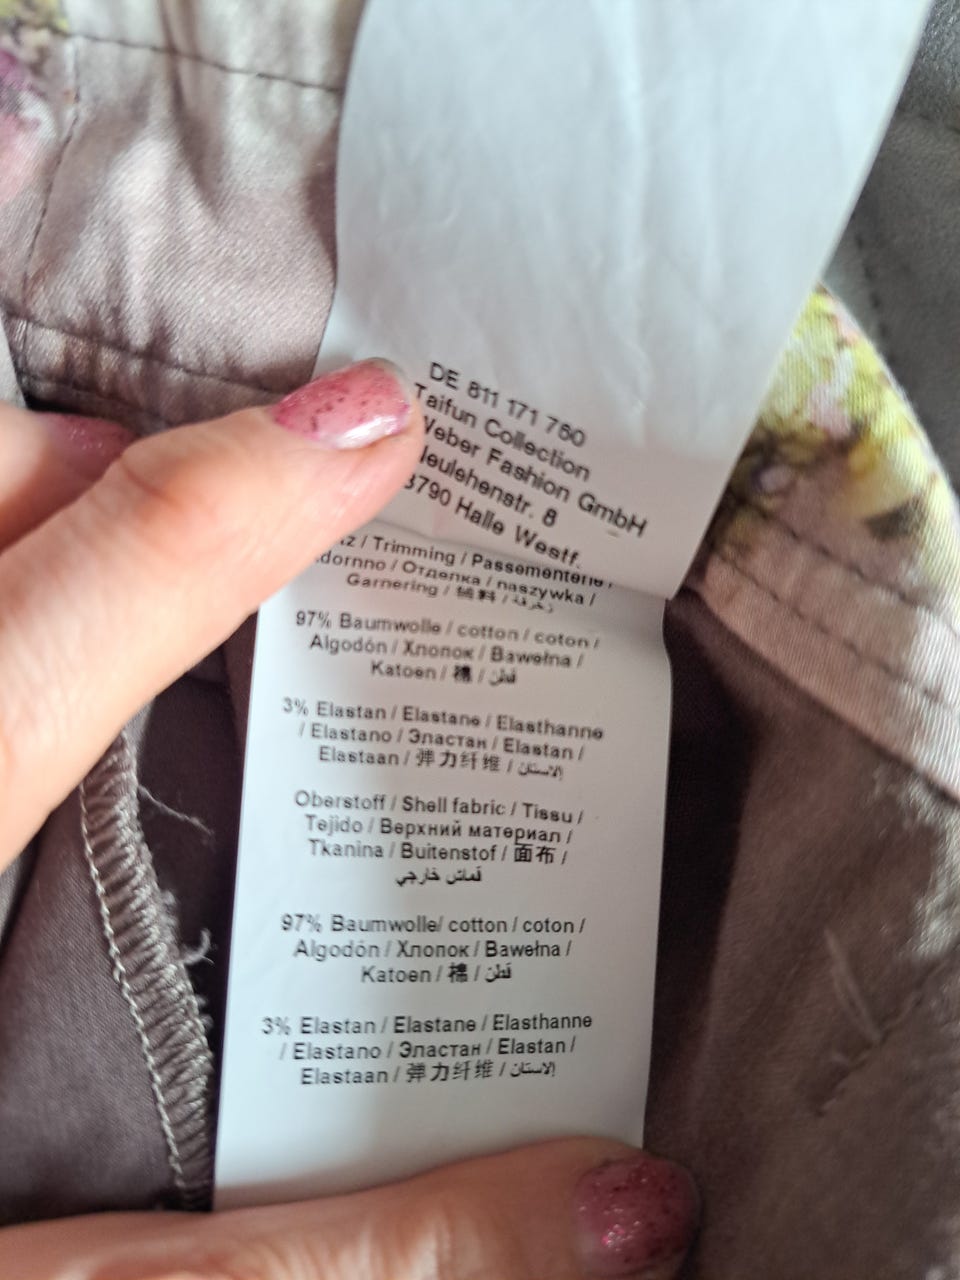 DE 811 171 760
Taifun Collection
Weber Fashion GmbH
8
Halle Westf.
/ Trimming / Passementerie /
/ Отделка / naszywka /
Garnering / 辅料 / زخرفة
97% Baumwolle / cotton / coton /
Algodón / Хлопок / Bawełna /
Katoen / 棉 / قطن
3% Elastan / Elastane / Elasthanne
/ Elastano / Эластан / Elastan /
Elastaan / 弹力纤维 / الاستان
Oberstoff / Shell fabric / Tissu /
Tejido / Верхний материал /
Tkanina / Buitenstof / 面布 /
قماش خارجي
97% Baumwolle/ cotton / coton /
Algodón / Хлопок / Bawełna /
Katoen / 棉 / قطن
3% Elastan / Elastane / Elasthanne
/ Elastano / Эластан / Elastan /
Elastaan / 弹力纤维 / الاستان